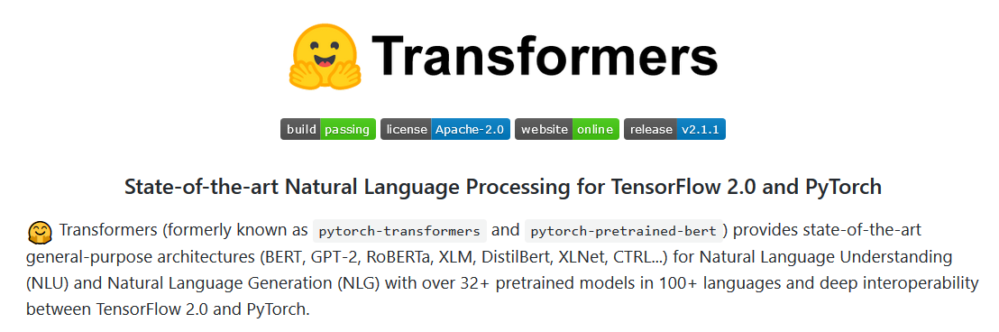 Transformers
build passing license Apache-2.0 website online release v2.1.1
State-of-the-art Natural Language Processing for TensorFlow 2.0 and PyTorch
🤗 Transformers (formerly known as pytorch-transformers and pytorch-pretrained-bert) provides state-of-the-art
general-purpose architectures (BERT, GPT-2, RoBERTa, XLM, DistilBert, XLNet, CTRL...) for Natural Language Understanding
(NLU) and Natural Language Generation (NLG) with over 32+ pretrained models in 100+ languages and deep interoperability
between TensorFlow 2.0 and PyTorch.